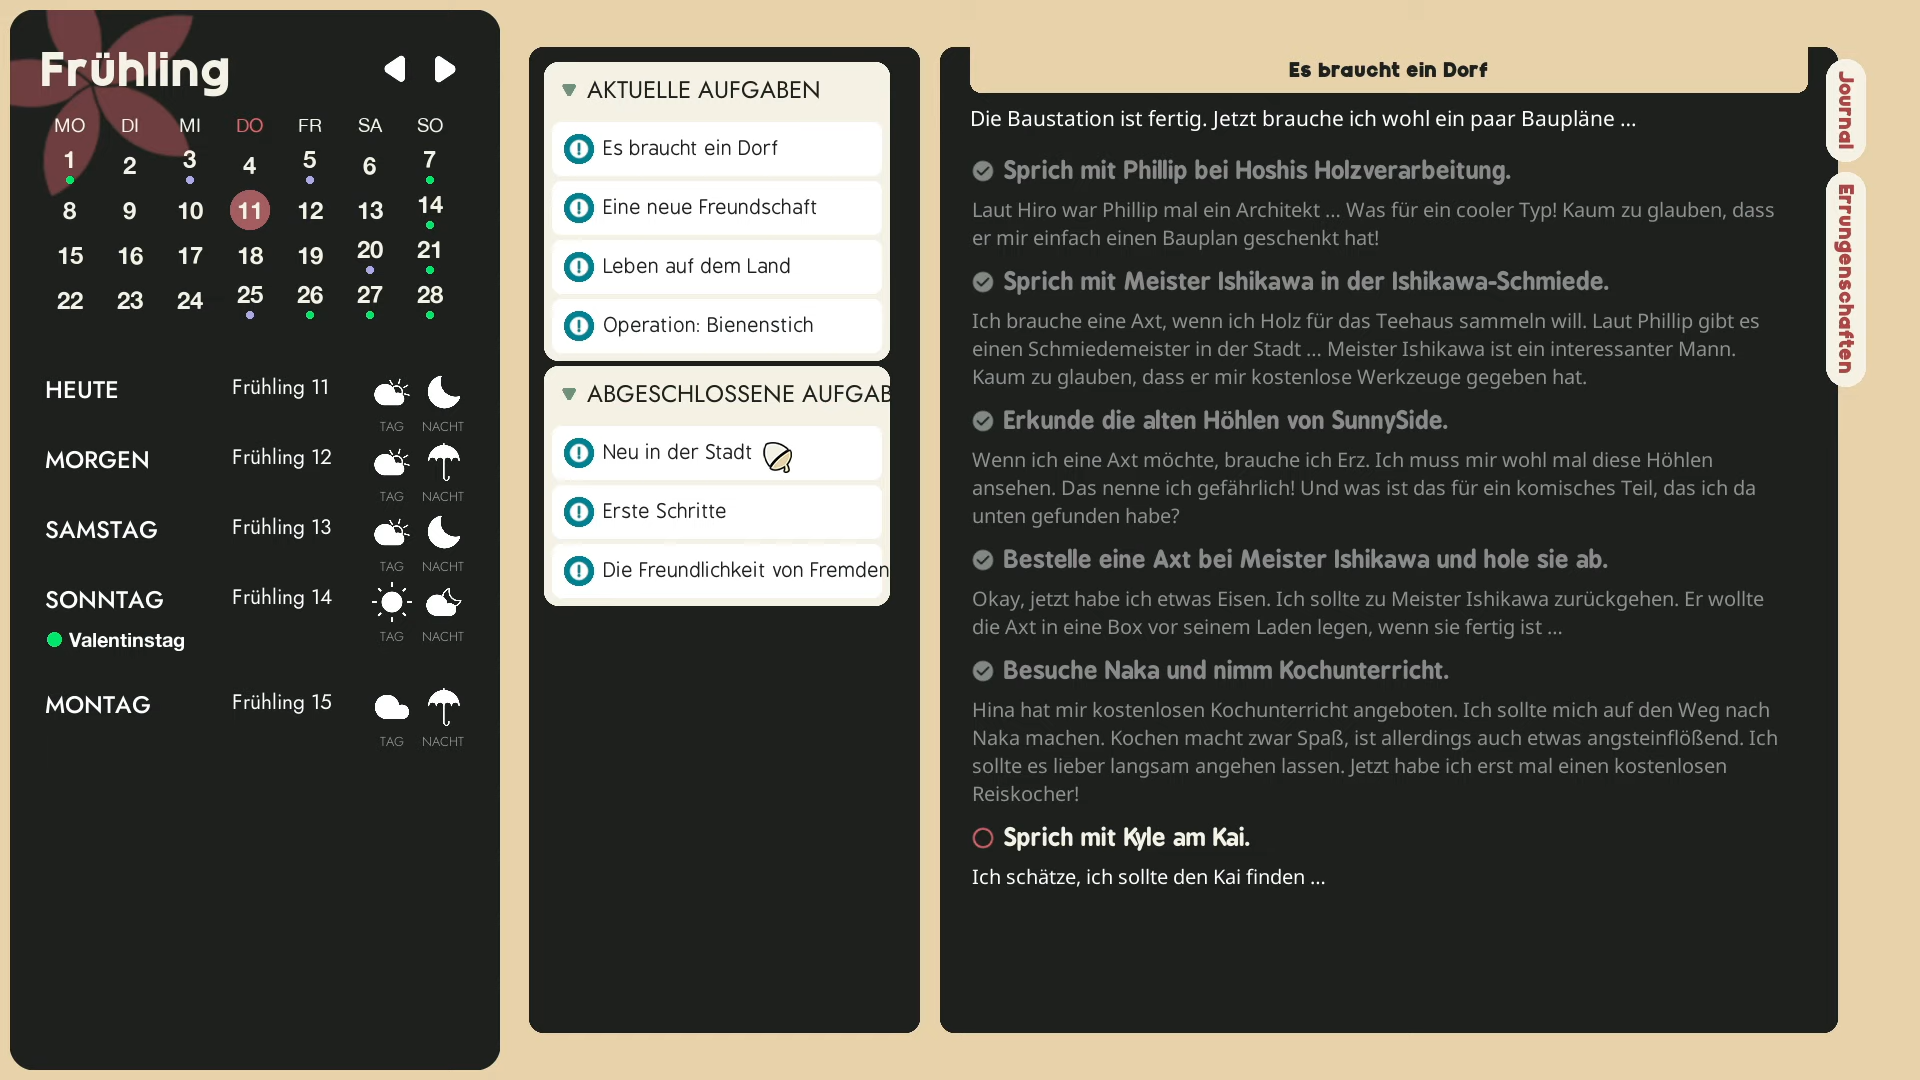 Frühling
MO DI MI DO FR SA SO
1 2 3 4 5 6 7
8 9 10 11 12 13 14
15 16 17 18 19 20 21
22 23 24 25 26 27 28
HEUTE Frühling 11
TAG NACHT
MORGEN Frühling 12
TAG NACHT
SAMSTAG Frühling 13
TAG NACHT
SONNTAG Frühling 14
TAG NACHT
Valentinstag
MONTAG Frühling 15
TAG NACHT
AKTUELLE AUFGABEN
Es braucht ein Dorf
Eine neue Freundschaft
Leben auf dem Land
Operation: Bienenstich
ABGESCHLOSSENE AUFGAB
Neu in der Stadt
Erste Schritte
Die Freundlichkeit von Fremden
Es braucht ein Dorf
Die Baustation ist fertig. Jetzt brauche ich wohl ein paar Baupläne ...
Sprich mit Phillip bei Hoshis Holzverarbeitung.
Laut Hiro war Phillip mal ein Architekt ... Was für ein cooler Typ! Kaum zu glauben, dass
er mir einfach einen Bauplan geschenkt hat!
Sprich mit Meister Ishikawa in der Ishikawa-Schmiede.
Ich brauche eine Axt, wenn ich Holz für das Teehaus sammeln will. Laut Phillip gibt es
einen Schmiedemeister in der Stadt ... Meister Ishikawa ist ein interessanter Mann.
Kaum zu glauben, dass er mir kostenlose Werkzeuge gegeben hat.
Erkunde die alten Höhlen von SunnySide.
Wenn ich eine Axt möchte, brauche ich Erz. Ich muss mir wohl mal diese Höhlen
ansehen. Das nenne ich gefährlich! Und was ist das für ein komisches Teil, das ich da
unten gefunden habe?
Bestelle eine Axt bei Meister Ishikawa und hole sie ab.
Okay, jetzt habe ich etwas Eisen. Ich sollte zu Meister Ishikawa zurückgehen. Er wollte
die Axt in eine Box vor seinem Laden legen, wenn sie fertig ist ...
Besuche Naka und nimm Kochunterricht.
Hina hat mir kostenlosen Kochunterricht angeboten. Ich sollte mich auf den Weg nach
Naka machen. Kochen macht zwar Spaß, ist allerdings auch etwas angsteinflößend. Ich
sollte es lieber langsam angehen lassen. Jetzt habe ich erst mal einen kostenlosen
Reiskocher!
Sprich mit Kyle am Kai.
Ich schätze, ich sollte den Kai finden ...
Journal
Errungenschaften